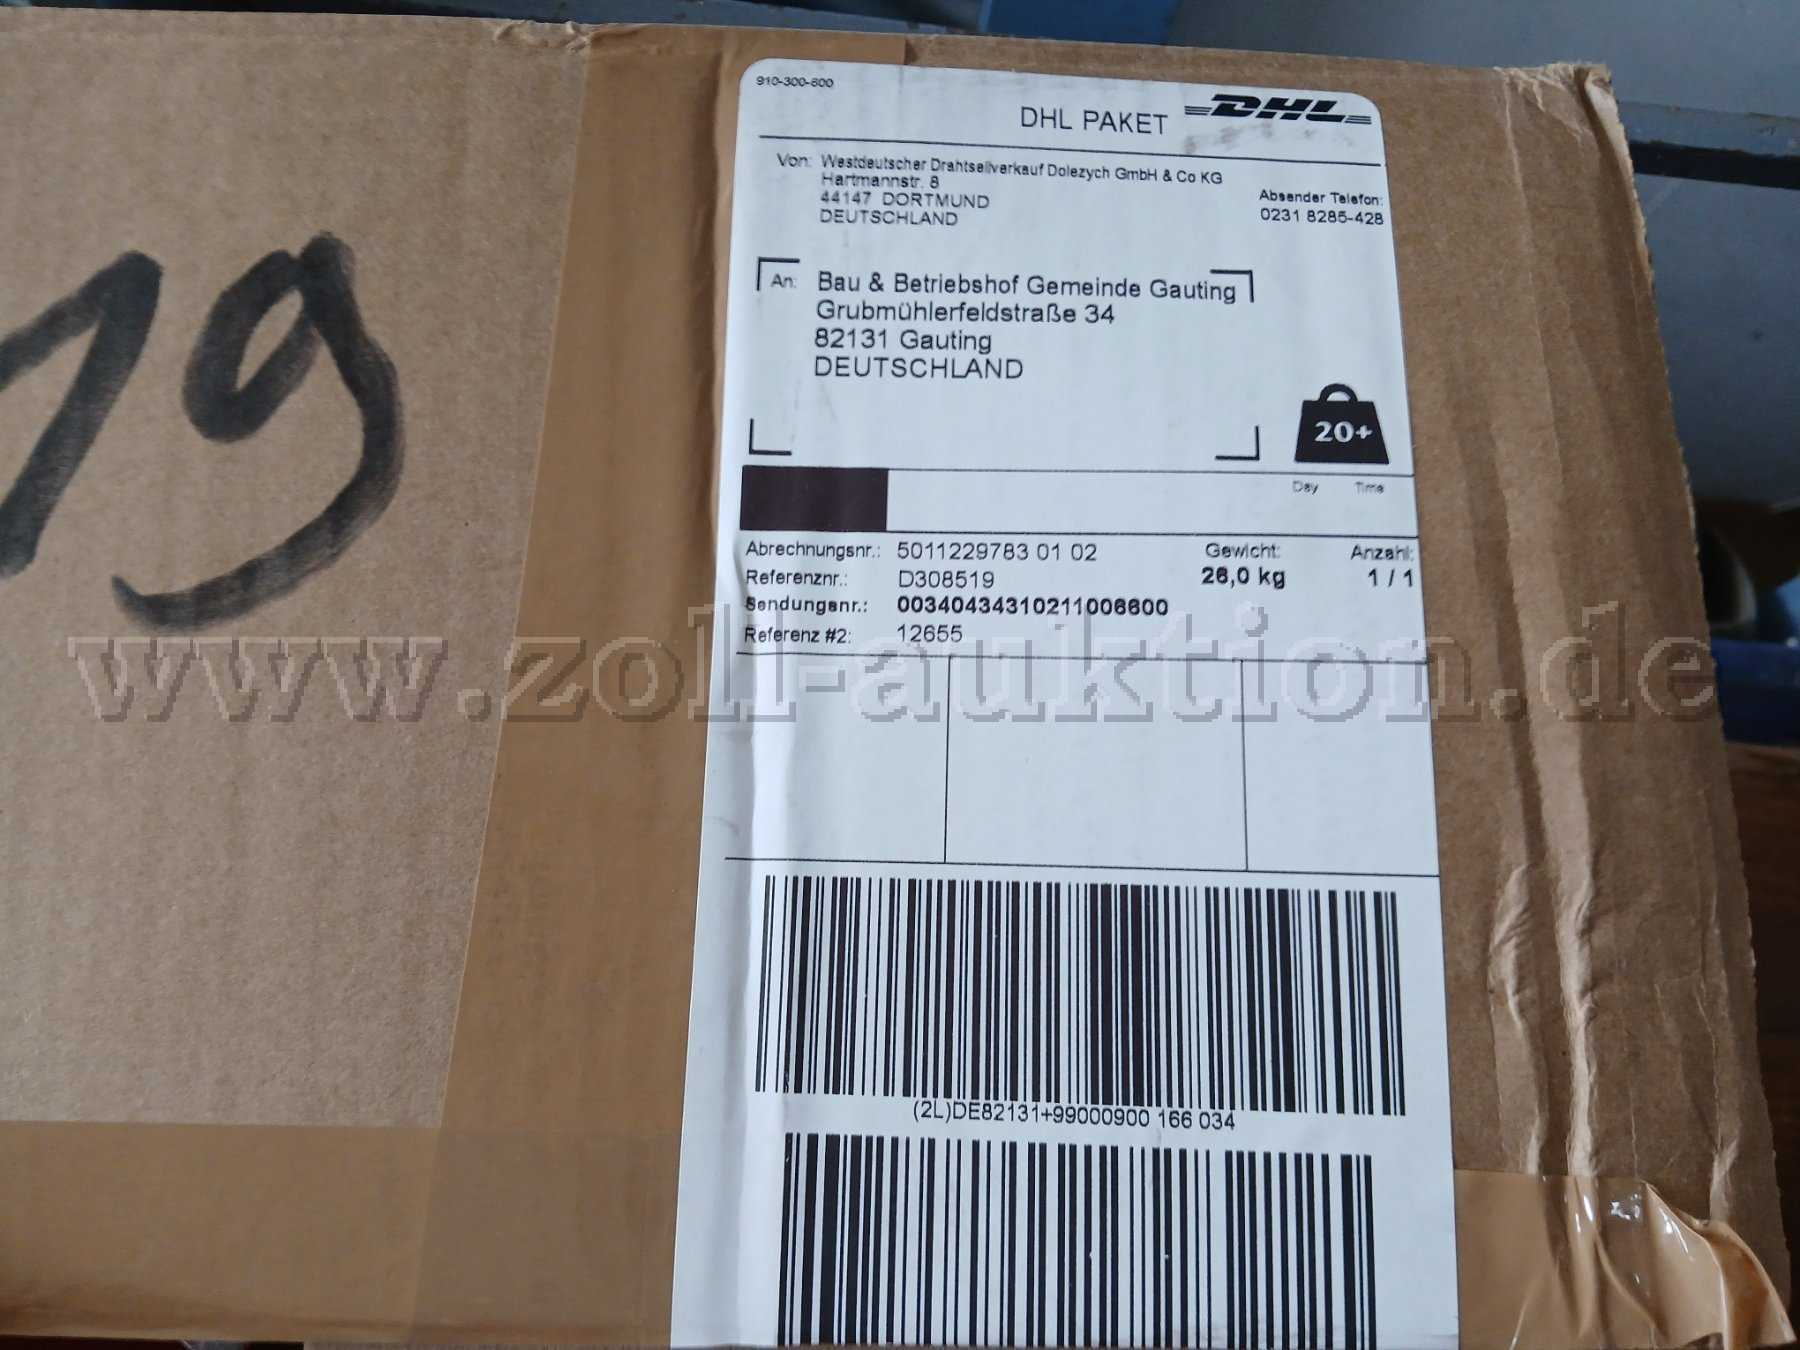 19
910-300-600
DHL PAKET
DHL
Von: Westdeutscher Drahtseilverkauf Dolezych GmbH & Co KG
Hartmannstr. 8
44147 DORTMUND
DEUTSCHLAND
Absender Telefon:
0231 8285-428
An: Bau & Betriebshof Gemeinde Gauting
Grubmühlerfeldstraße 34
82131 Gauting
DEUTSCHLAND
20+
Day Time
Abrechnungsnr.: 5011229783 01 02
Gewicht: Anzahl:
Referenznr.: D308519
26,0 kg 1 / 1
Sendungsnr.: 00340434310211006600
Referenz #2: 12655
www.zoll-auktion.de
(2L)DE82131+99000900 166 034